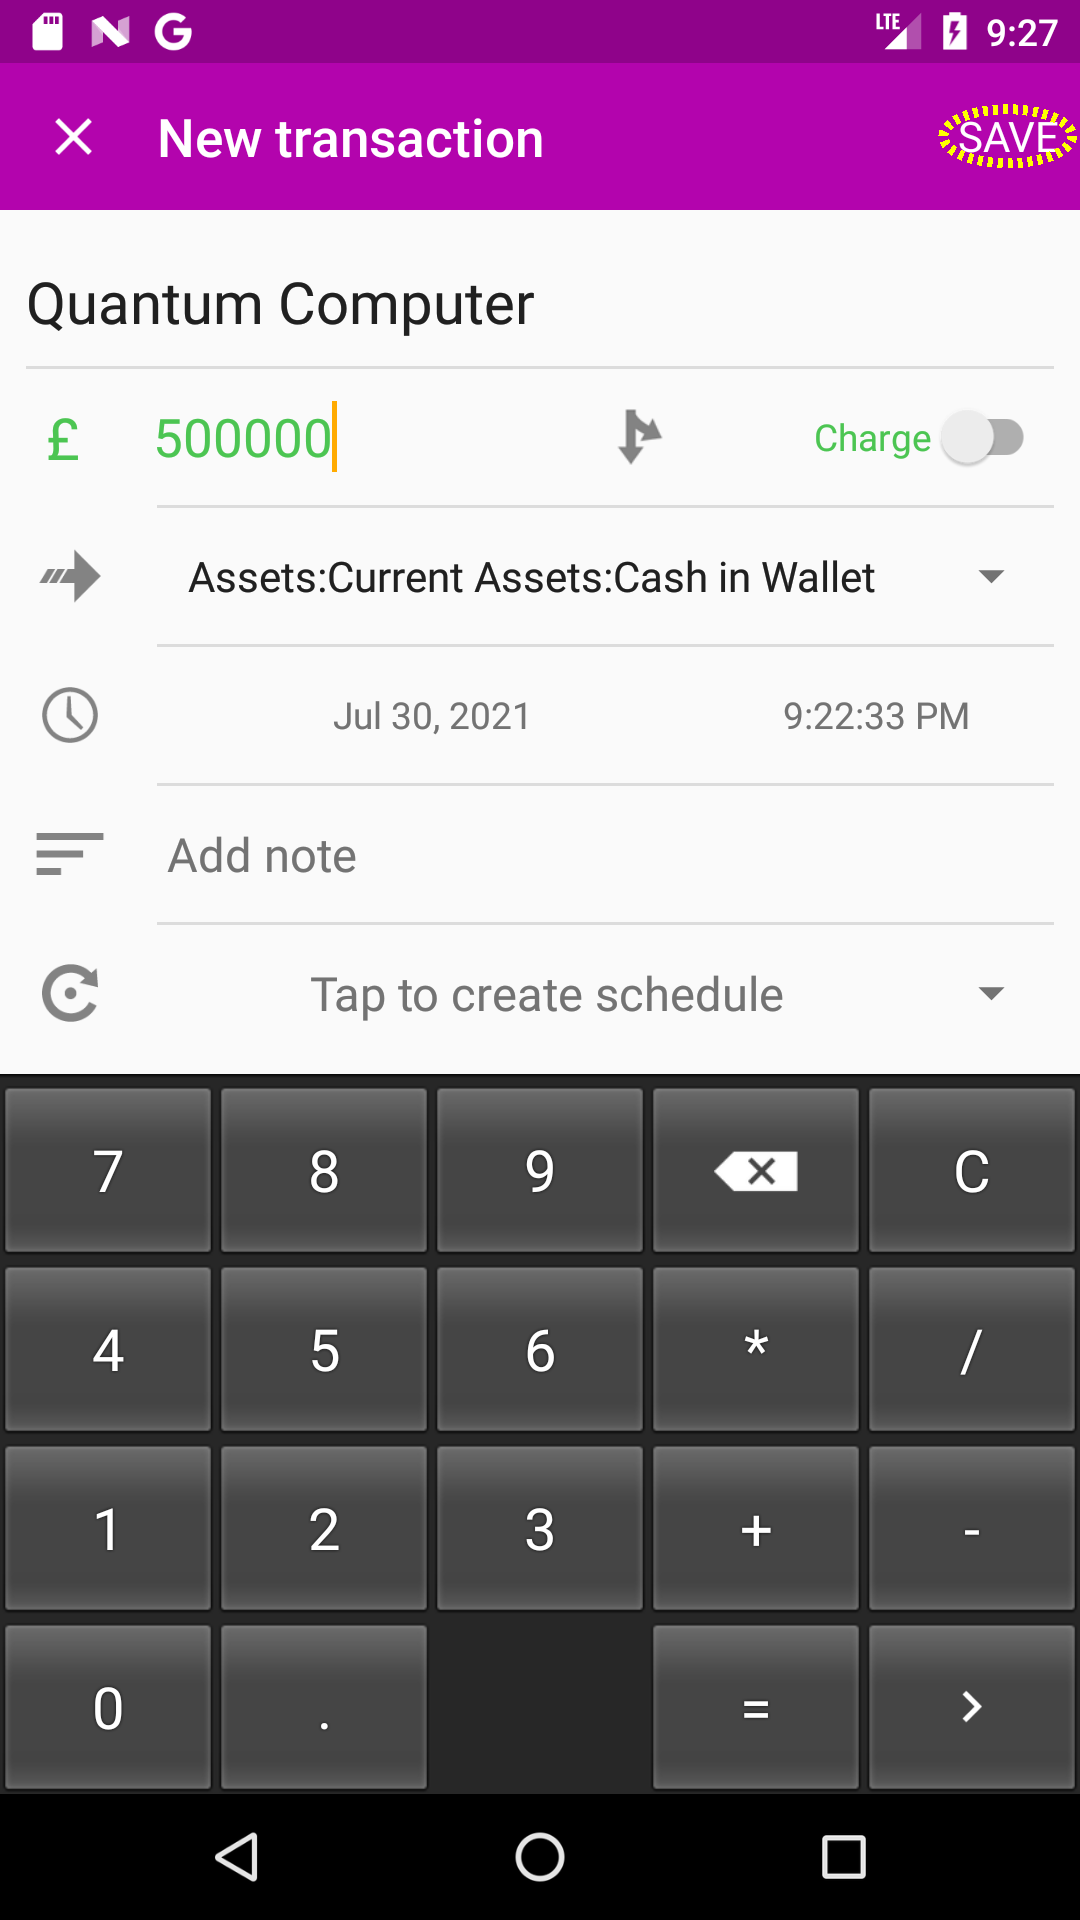 LTE 9:27
New transaction SAVE
Quantum Computer
£ 500000 Charge
Assets:Current Assets:Cash in Wallet
Jul 30, 2021 9:22:33 PM
Add note
Tap to create schedule
7 8 9 C
4 5 6 * /
1 2 3 + -
0 . = >